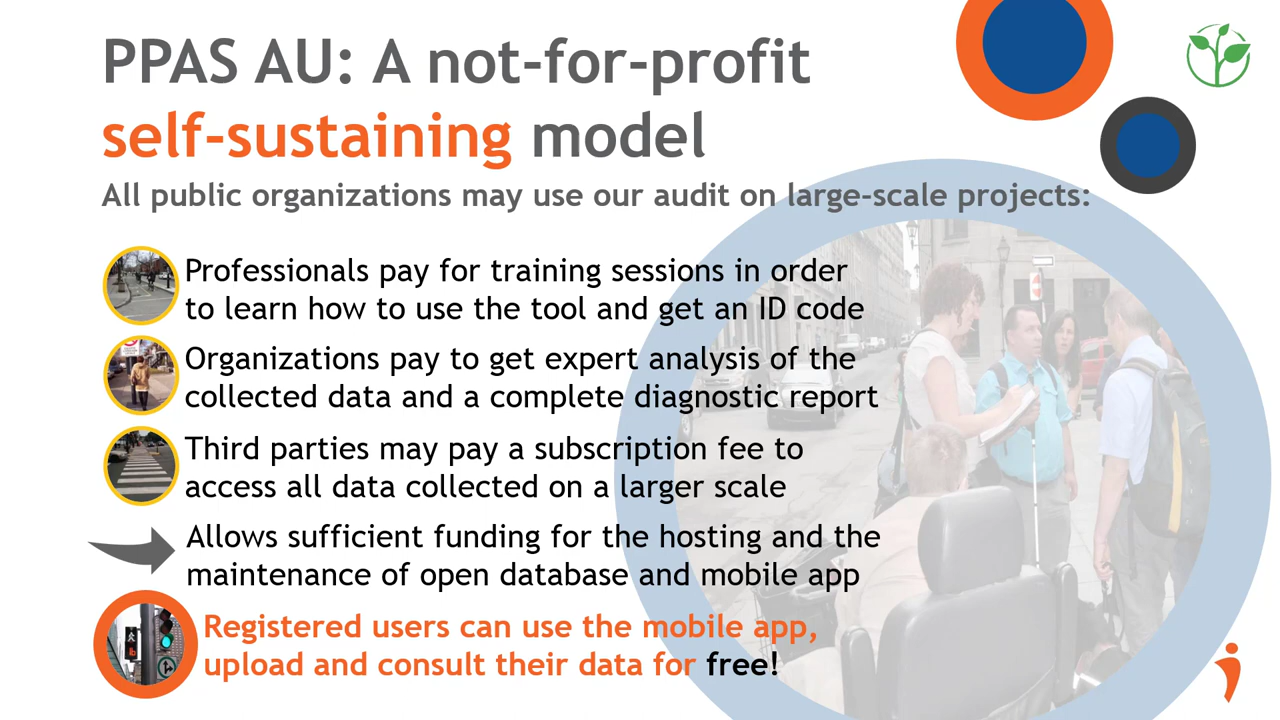 PPAS AU: A not-for-profit
self-sustaining model
All public organizations may use our audit on large-scale projects:
Professionals pay for training sessions in order
to learn how to use the tool and get an ID code
Organizations pay to get expert analysis of the
collected data and a complete diagnostic report
Third parties may pay a subscription fee to
access all data collected on a larger scale
Allows sufficient funding for the hosting and the
maintenance of open database and mobile app
Registered users can use the mobile app,
upload and consult their data for free!